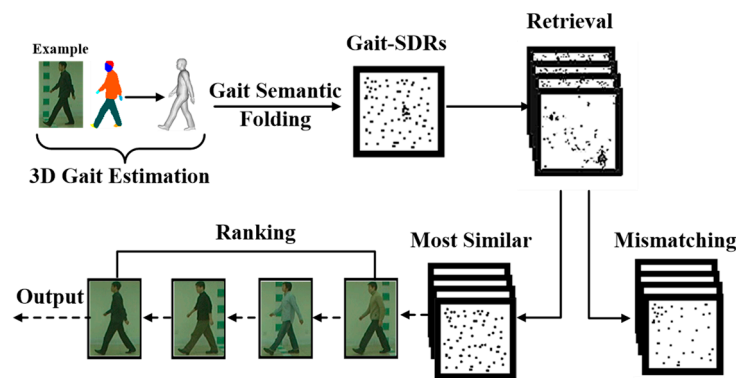 Example
3D Gait Estimation
Gait Semantic
Folding
Gait-SDRs
Retrieval
Ranking
Most Similar
Mismatching
Output